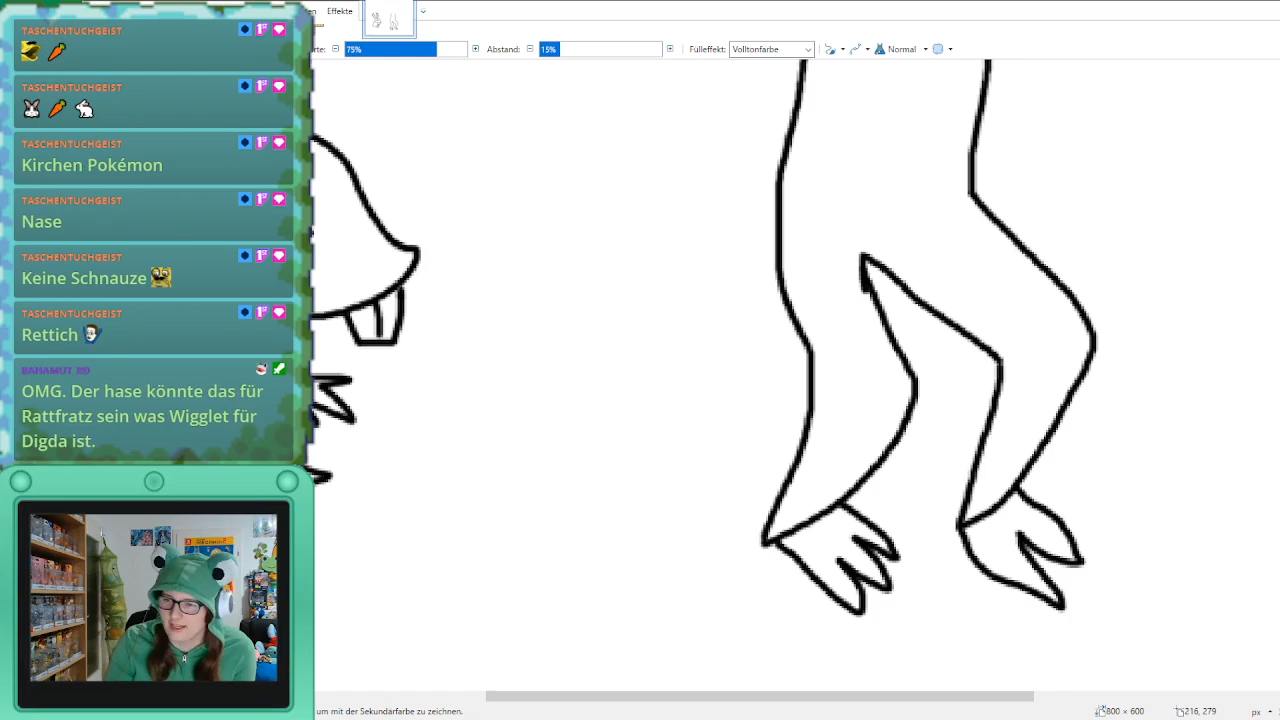 TASCHENTUCHGEIST
TASCHENTUCHGEIST
TASCHENTUCHGEIST
Kirchen Pokémon
TASCHENTUCHGEIST
Nase
TASCHENTUCHGEIST
Keine Schnauze
TASCHENTUCHGEIST
Rettich
BAHAMUT RO
OMG. Der hase könnte das für
Rattfratz sein was Wigglet für
Digda ist.
Effekte
75%
Abstand:
15%
Fülleffekt:
Volltonfarbe
Normal
um mit der Sekundärfarbe zu zeichnen.
800 × 600
216, 279
px